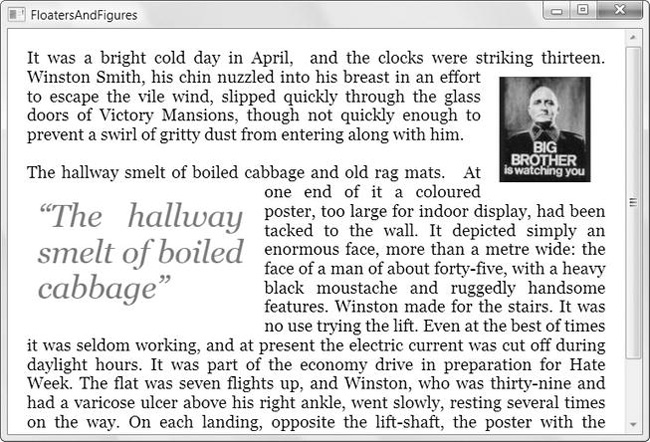 FloatersAndFigures
It was a bright cold day in April, and the clocks were striking thirteen.
Winston Smith, his chin nuzzled into his breast in an effort
to escape the vile wind, slipped quickly through the glass
doors of Victory Mansions, though not quickly enough to
prevent a swirl of gritty dust from entering along with him.
BIG
BROTHER
is watching you
The hallway smelt of boiled cabbage and old rag mats. At
one end of it a coloured
poster, too large for indoor display, had been
tacked to the wall. It depicted simply an
enormous face, more than a metre wide: the
face of a man of about forty-five, with a heavy
black moustache and ruggedly handsome
features. Winston made for the stairs. It was
no use trying the lift. Even at the best of times
“The hallway
smelt of boiled
cabbage”
it was seldom working, and at present the electric current was cut off during
daylight hours. It was part of the economy drive in preparation for Hate
Week. The flat was seven flights up, and Winston, who was thirty-nine and
had a varicose ulcer above his right ankle, went slowly, resting several times
on the way. On each landing, opposite the lift-shaft, the poster with the